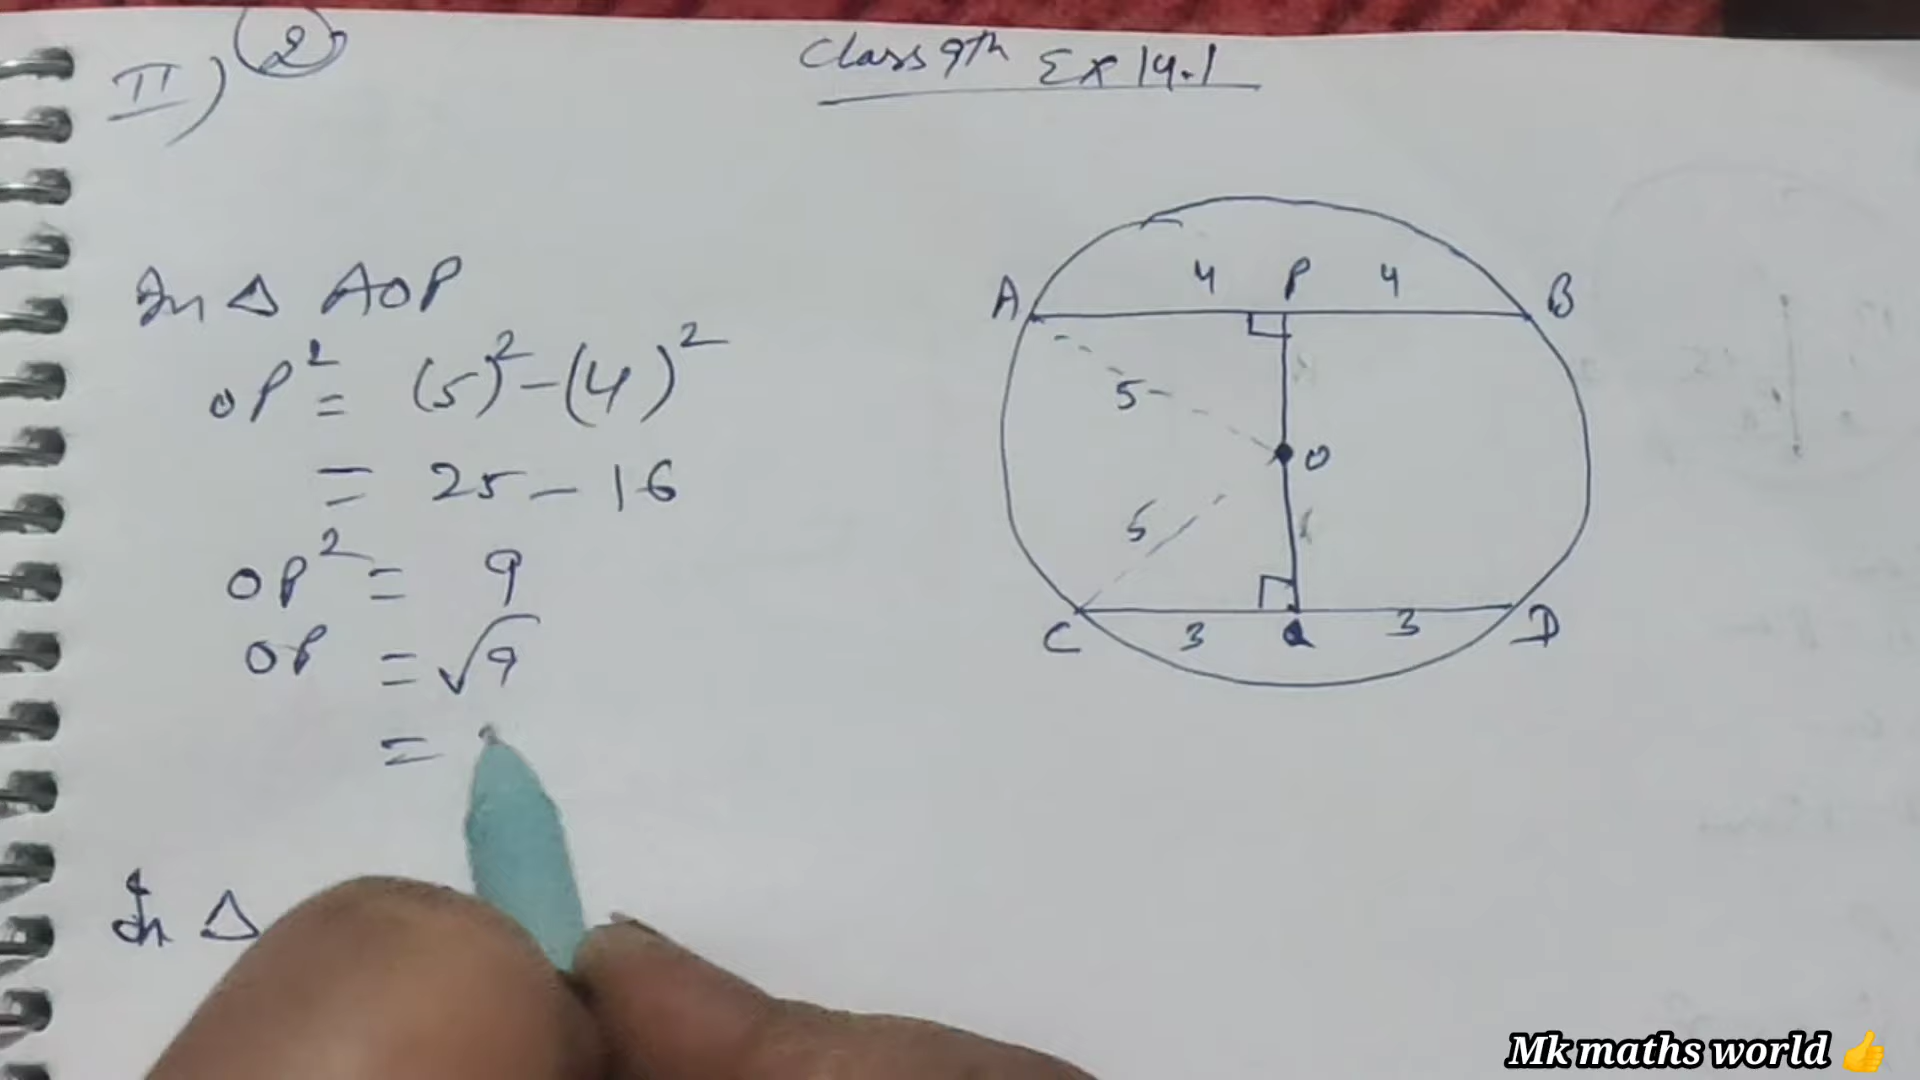 II) 2
Class 9th Ex 14.1
In Δ AOP
OP² = (5)² - (4)²
= 25 - 16
OP² = 9
OP = √9
=
In Δ
A 4 P 4 B
5
O
5
C 3 Q 3 D
Mk maths world 👍